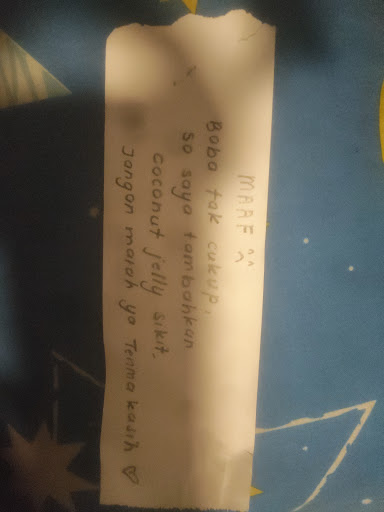 MAAF ^^
Boba tak cukup,
so saya tambahkan
coconut jelly sikit.
Jangan marah ya Terima kasih ♡